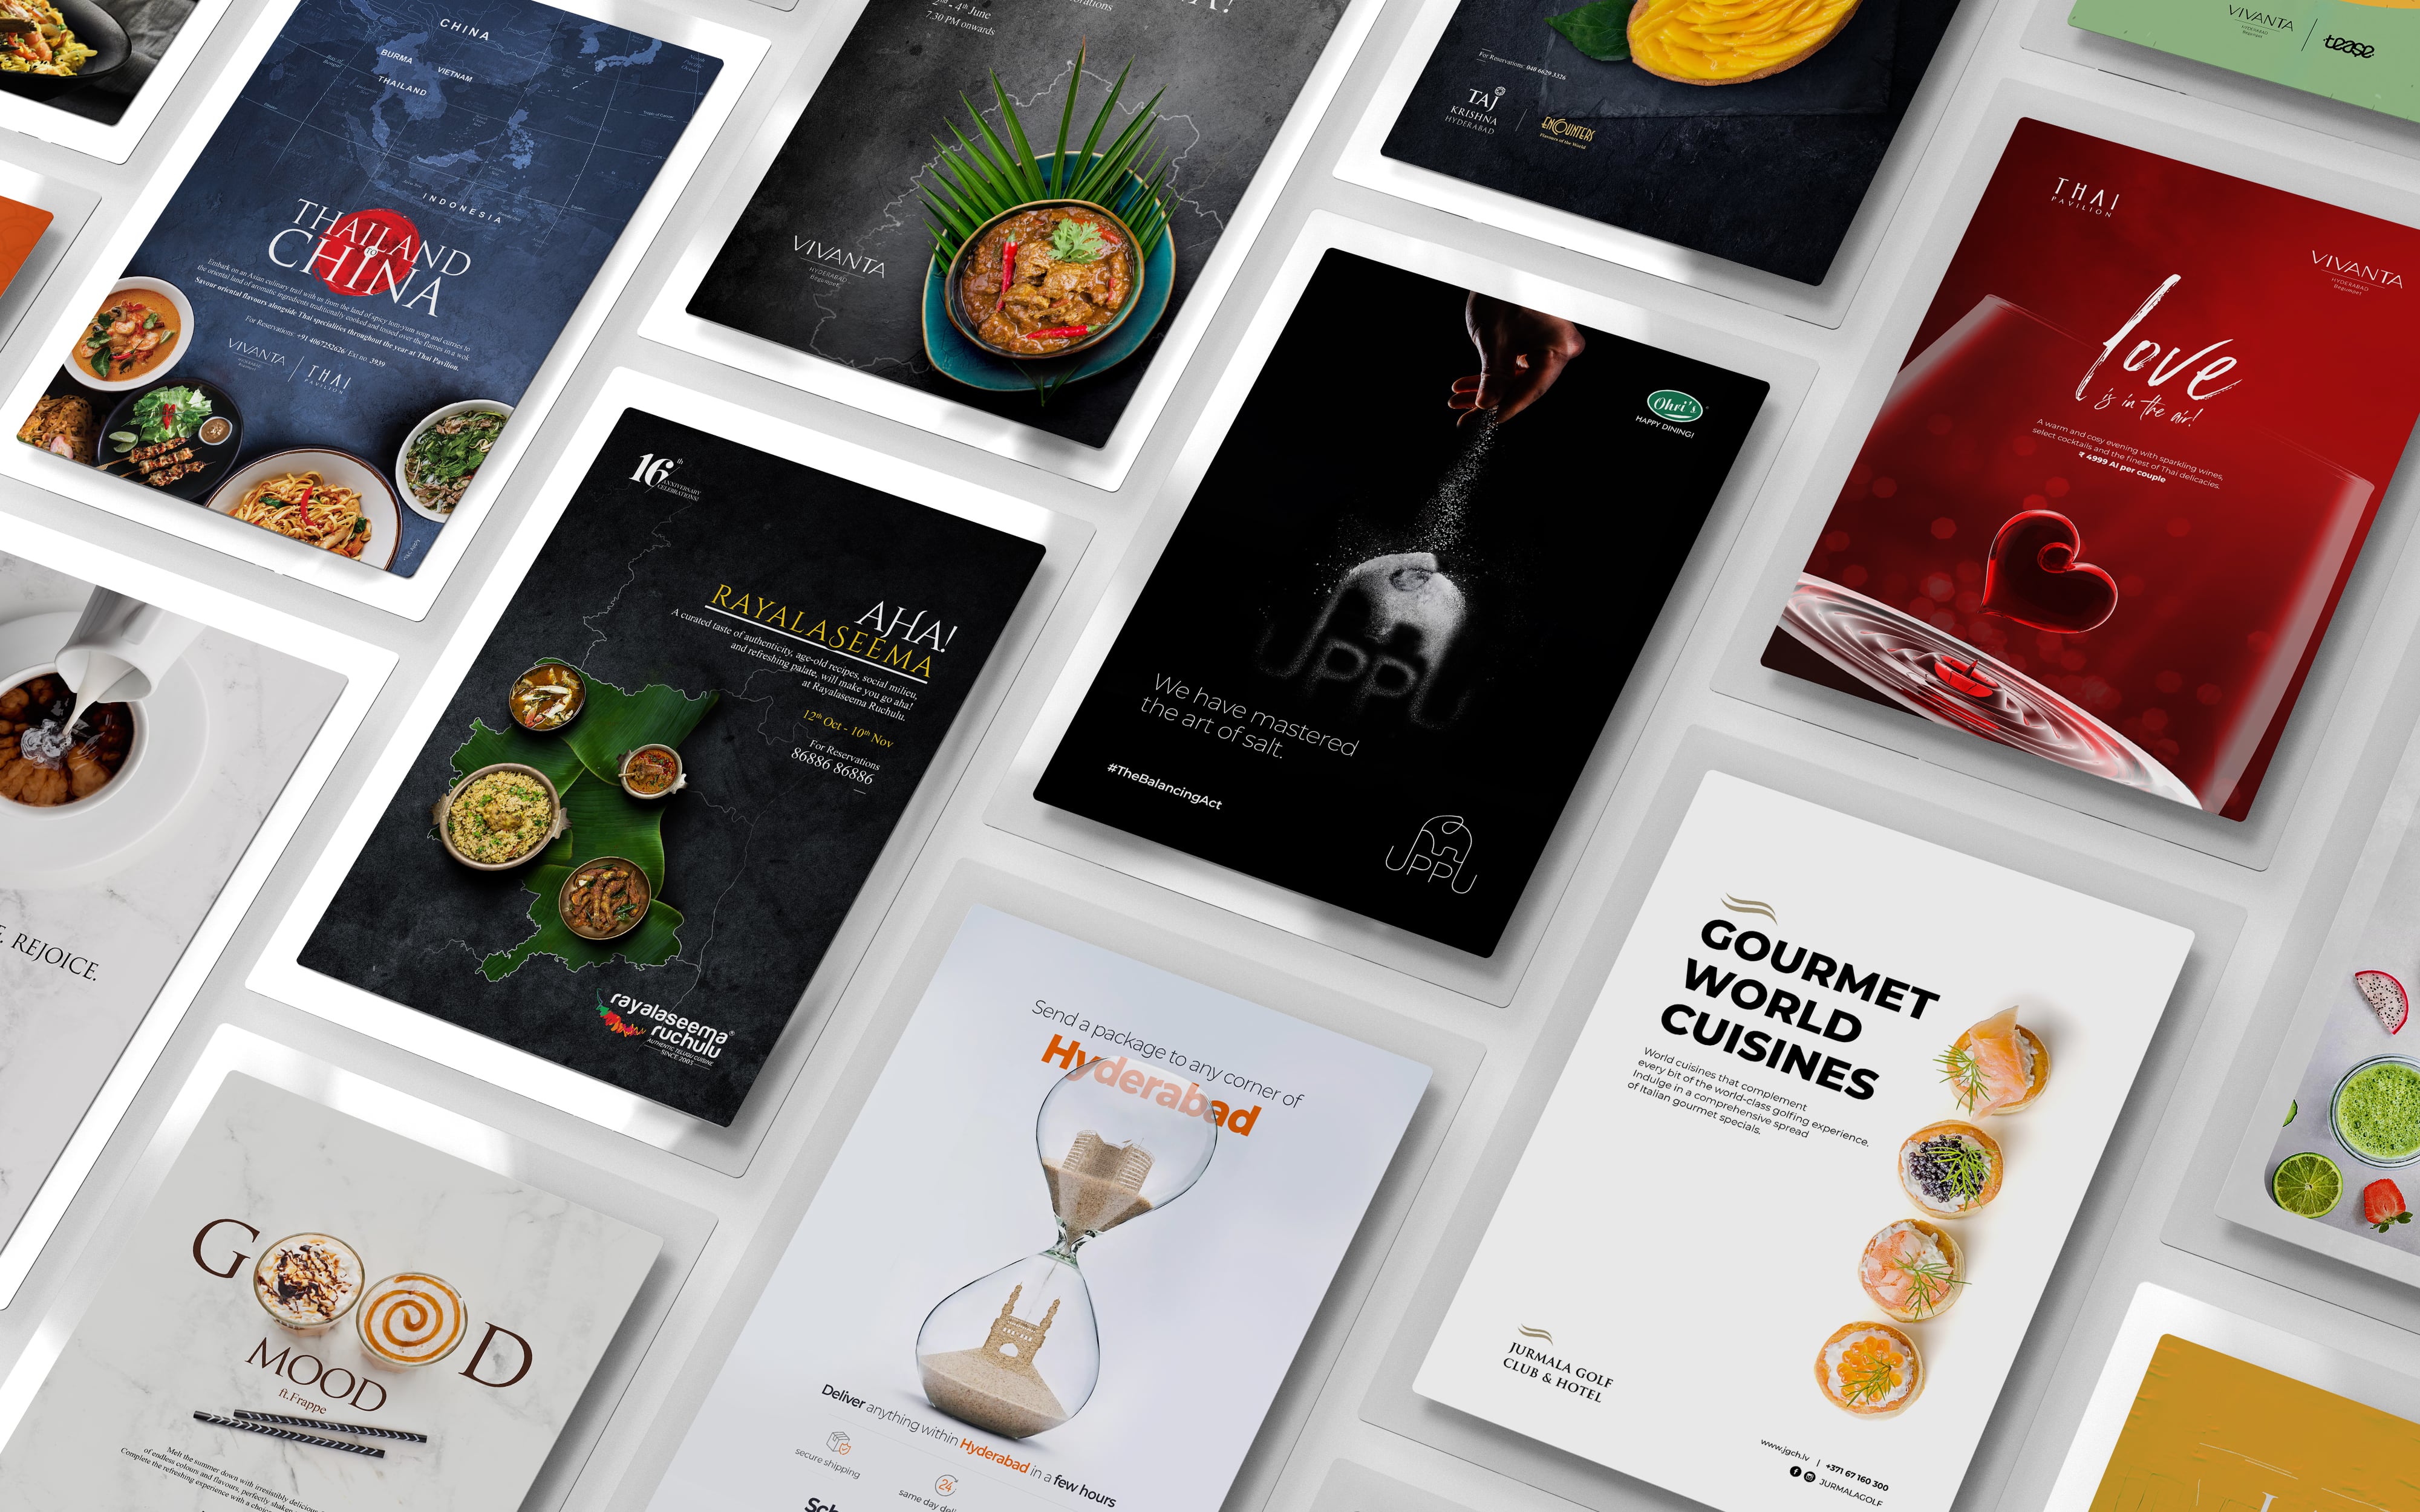 CHINA
BURMA
VIETNAM
THAILAND
INDONESIA
THAILAND
TO
CHINA
Embark on an Asian culinary trail with us from the land of spicy tom-yum soup and curries to
the oriental land of aromatic ingredients traditionally cooked and tossed over the flames in a wok.
Savour oriental flavours alongside Thai specialities throughout the year at Thai Pavilion.
For Reservations: +91 4067252626/ Ext no. 3939
VIVANTA
HYDERABAD
Begumpet
THAI
PAVILION
2nd - 4th June
7.30 PM onwards
VIVANTA
HYDERABAD
Begumpet
For Reservations: 048 6629 3326
TAJ
KRISHNA
HYDERABAD
ENCOUNTERS
Flavours of the World
VIVANTA
HYDERABAD
Begumpet
tease
THAI
PAVILION
VIVANTA
HYDERABAD
Begumpet
love
is in the air!
A warm and cosy evening with sparkling wines,
select cocktails and the finest of Thai delicacies.
₹ 4999 AI per couple
16th
ANNIVERSARY
CELEBRATIONS!
AHA!
RAYALASEEMA
A curated taste of authenticity, age-old recipes, social milieu,
and refreshing palate, will make you go aha!
at Rayalaseema Ruchulu.
12th Oct - 10th Nov
For Reservations
86886 86886
rayalaseema®
ruchulu
AUTHENTIC TELUGU CUISINE
SINCE 2003
Ohri's
HAPPY DINING!
UPPU
We have mastered
the art of salt.
#TheBalancingAct
UPPU
REJOICE.
GOOD
MOOD
ft.Frappe
Melt the summer down with irresistibly delicious
of endless colours and flavours, perfectly shaken
Complete the refreshing experience with a
Send a package to any corner of
Hyderabad
Deliver anything within Hyderabad in a few hours
secure shipping
24
same day
GOURMET
WORLD
CUISINES
World cuisines that complement
every bit of the world-class golfing experience.
Indulge in a comprehensive spread
of Italian gourmet specials.
JURMALA GOLF
CLUB & HOTEL
www.jgch.lv | +371 67 160 300
JURMALAGOLF